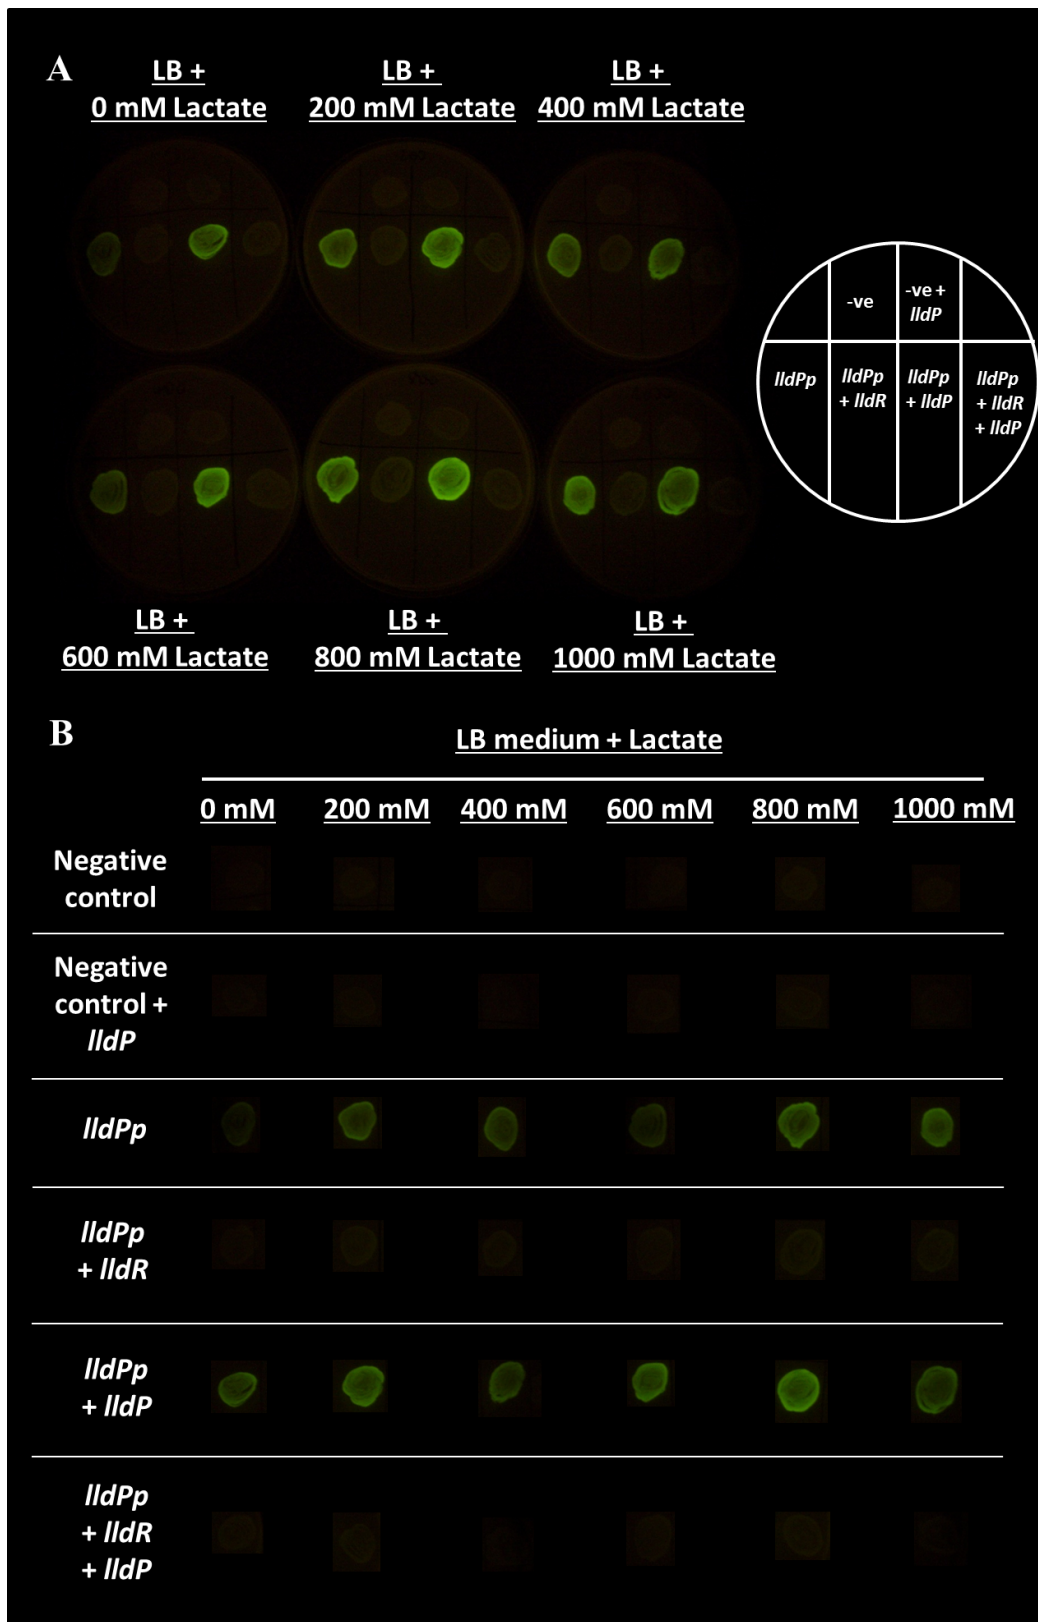 A
LB +
0 mM Lactate
LB +
200 mM Lactate
LB +
400 mM Lactate
-ve
-ve +
lldP
lldPp
lldPp
+ lldR
lldPp
+ lldP
lldPp
+ lldR
+ lldP
LB +
600 mM Lactate
LB +
800 mM Lactate
LB +
1000 mM Lactate
B
LB medium + Lactate
0 mM 200 mM 400 mM 600 mM 800 mM 1000 mM
Negative
control
Negative
control +
lldP
lldPp
lldPp
+ lldR
lldPp
+ lldP
lldPp
+ lldR
+ lldP